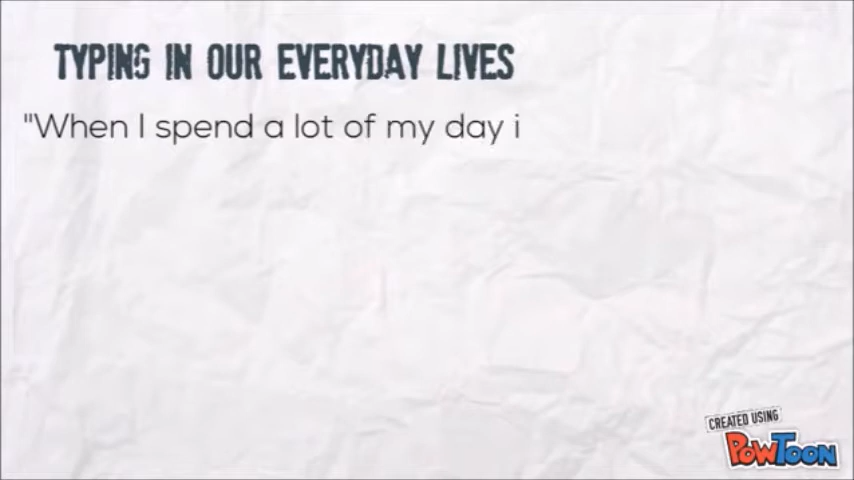 TYPING IN OUR EVERYDAY LIVES
"When I spend a lot of my day i
CREATED USING
POWTOON